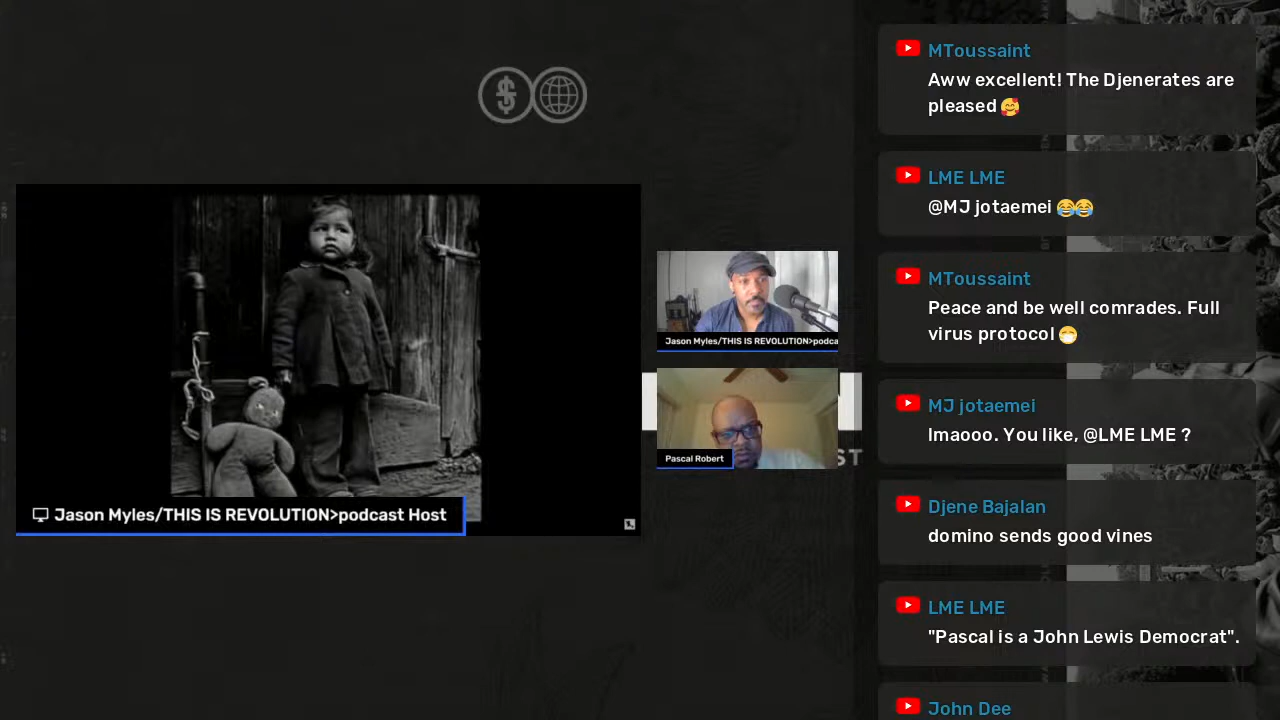 Jason Myles/THIS IS REVOLUTION>podcast Host
Jason Myles/THIS IS REVOLUTION>podca
Pascal Robert
ST
MToussaint
Aww excellent! The Djenerates are
pleased 🥰
LME LME
@MJ jotaemei 😂😂
MToussaint
Peace and be well comrades. Full
virus protocol 😷
MJ jotaemei
lmaooo. You like, @LME LME ?
Djene Bajalan
domino sends good vines
LME LME
"Pascal is a John Lewis Democrat".
John Dee